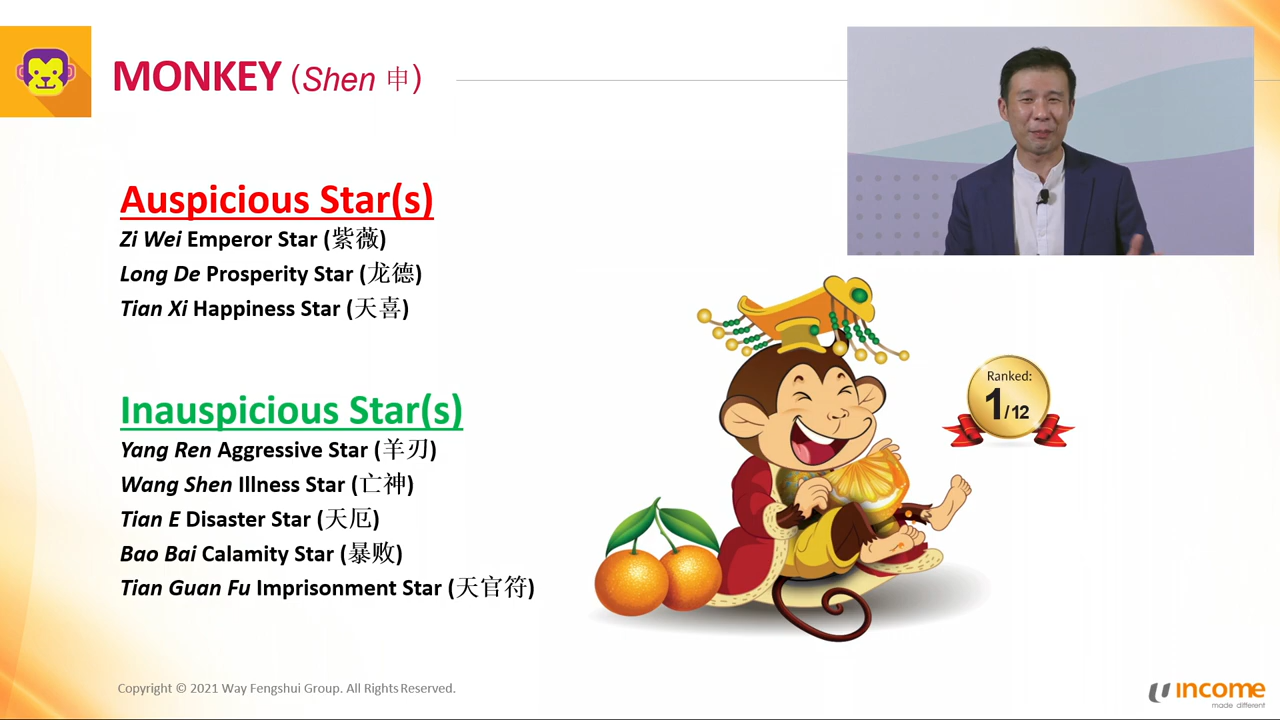 MONKEY (Shen 申)
Auspicious Star(s)
Zi Wei Emperor Star (紫薇)
Long De Prosperity Star (龙德)
Tian Xi Happiness Star (天喜)
Inauspicious Star(s)
Yang Ren Aggressive Star (羊刃)
Wang Shen Illness Star (亡神)
Tian E Disaster Star (天厄)
Bao Bai Calamity Star (暴败)
Tian Guan Fu Imprisonment Star (天官符)
Ranked:
1/12
Copyright © 2021 Way Fengshui Group. All Rights Reserved.
income
made different